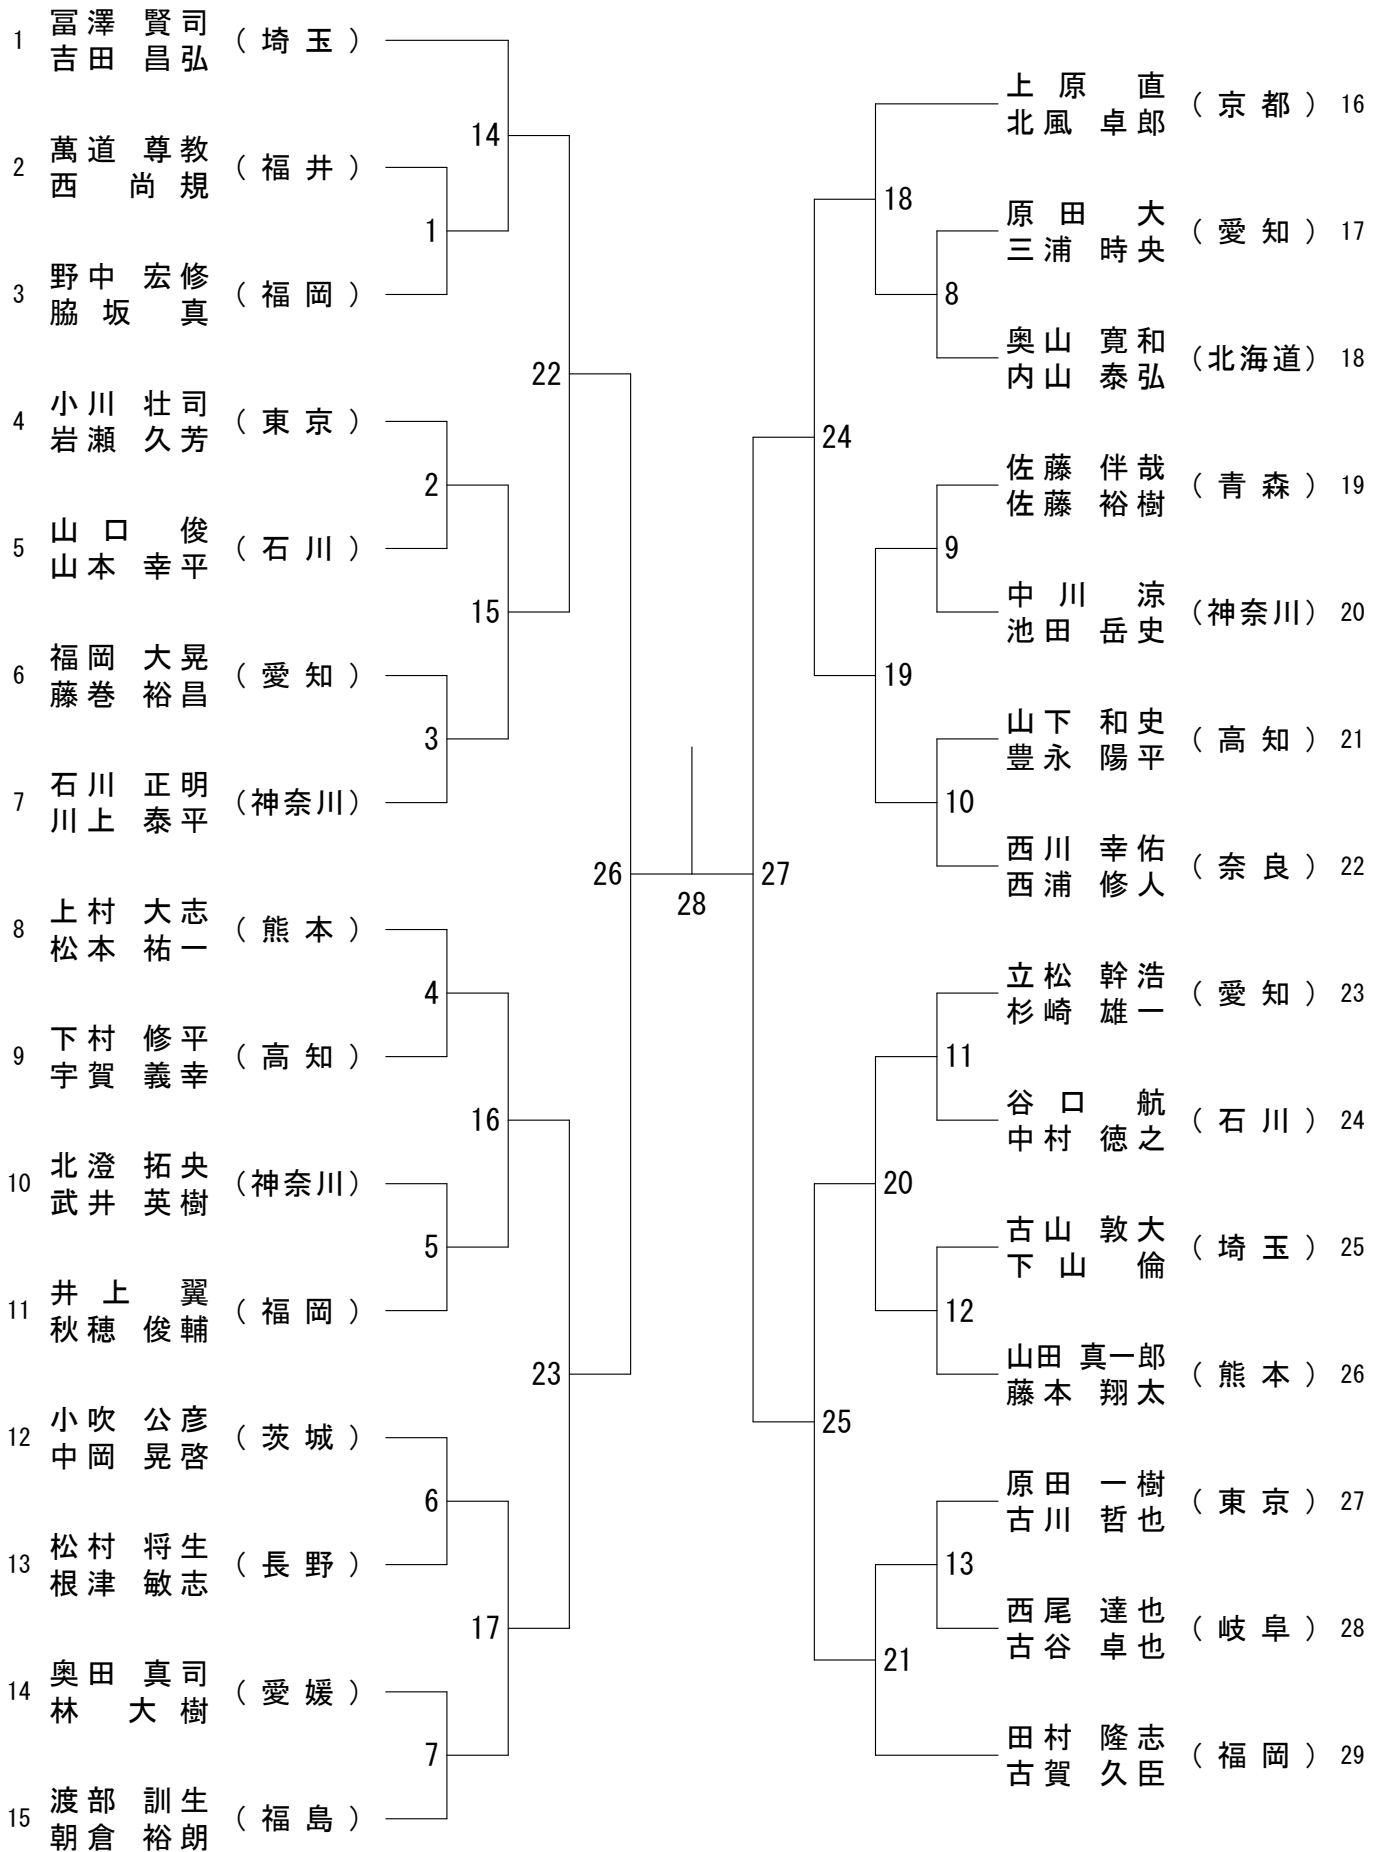 1 冨澤 賢司 (埼玉)
吉田 昌弘
2 萬道 尊教 (福井)
西 尚規
3 野中 宏修 (福岡)
脇坂 真
4 小川 壮司 (東京)
岩瀬 久芳
5 山口 俊 (石川)
山本 幸平
6 福岡 大晃 (愛知)
藤巻 裕昌
7 石川 正明 (神奈川)
川上 泰平
8 上村 大志 (熊本)
松本 祐一
9 下村 修平 (高知)
宇賀 義幸
10 北澄 拓央 (神奈川)
武井 英樹
11 井上 翼 (福岡)
秋穂 俊輔
12 小吹 公彦 (茨城)
中岡 晃啓
13 松村 将生 (長野)
根津 敏志
14 奥田 真司 (愛媛)
林 大樹
15 渡部 訓生 (福島)
朝倉 裕朗
1
2
3
4
5
6
7
14
15
16
17
22
23
26
28
27
24
25
18
19
20
21
8
9
10
11
12
13
上原 直 (京都) 16
北風 卓郎
原田 大 (愛知) 17
三浦 時央
奥山 寛和 (北海道) 18
内山 泰弘
佐藤 伴哉 (青森) 19
佐藤 裕樹
中川 涼 (神奈川) 20
池田 岳史
山下 和史 (高知) 21
豊永 陽平
西川 幸佑 (奈良) 22
西浦 修人
立松 幹浩 (愛知) 23
杉崎 雄一
谷口 航 (石川) 24
中村 徳之
古山 敦大 (埼玉) 25
下山 倫
山田 真一郎 (熊本) 26
藤本 翔太
原田 一樹 (東京) 27
古川 哲也
西尾 達也 (岐阜) 28
古谷 卓也
田村 隆志 (福岡) 29
古賀 久臣